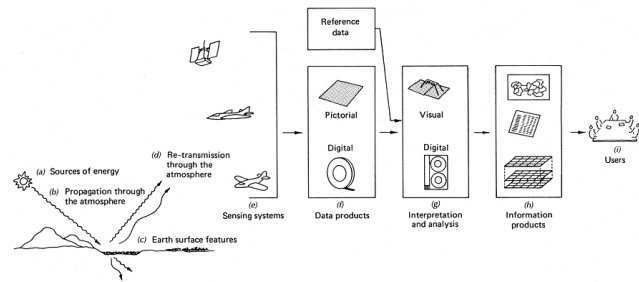 Reference
data
Pictorial
Digital
Visual
Digital
(a) Sources of energy
(b) Propagation through
the atmosphere
(c) Earth surface features
(d) Re-transmission
through the
atmosphere
(e)
Sensing systems
(f)
Data products
(g)
Interpretation
and analysis
(h)
Information
products
(i)
Users